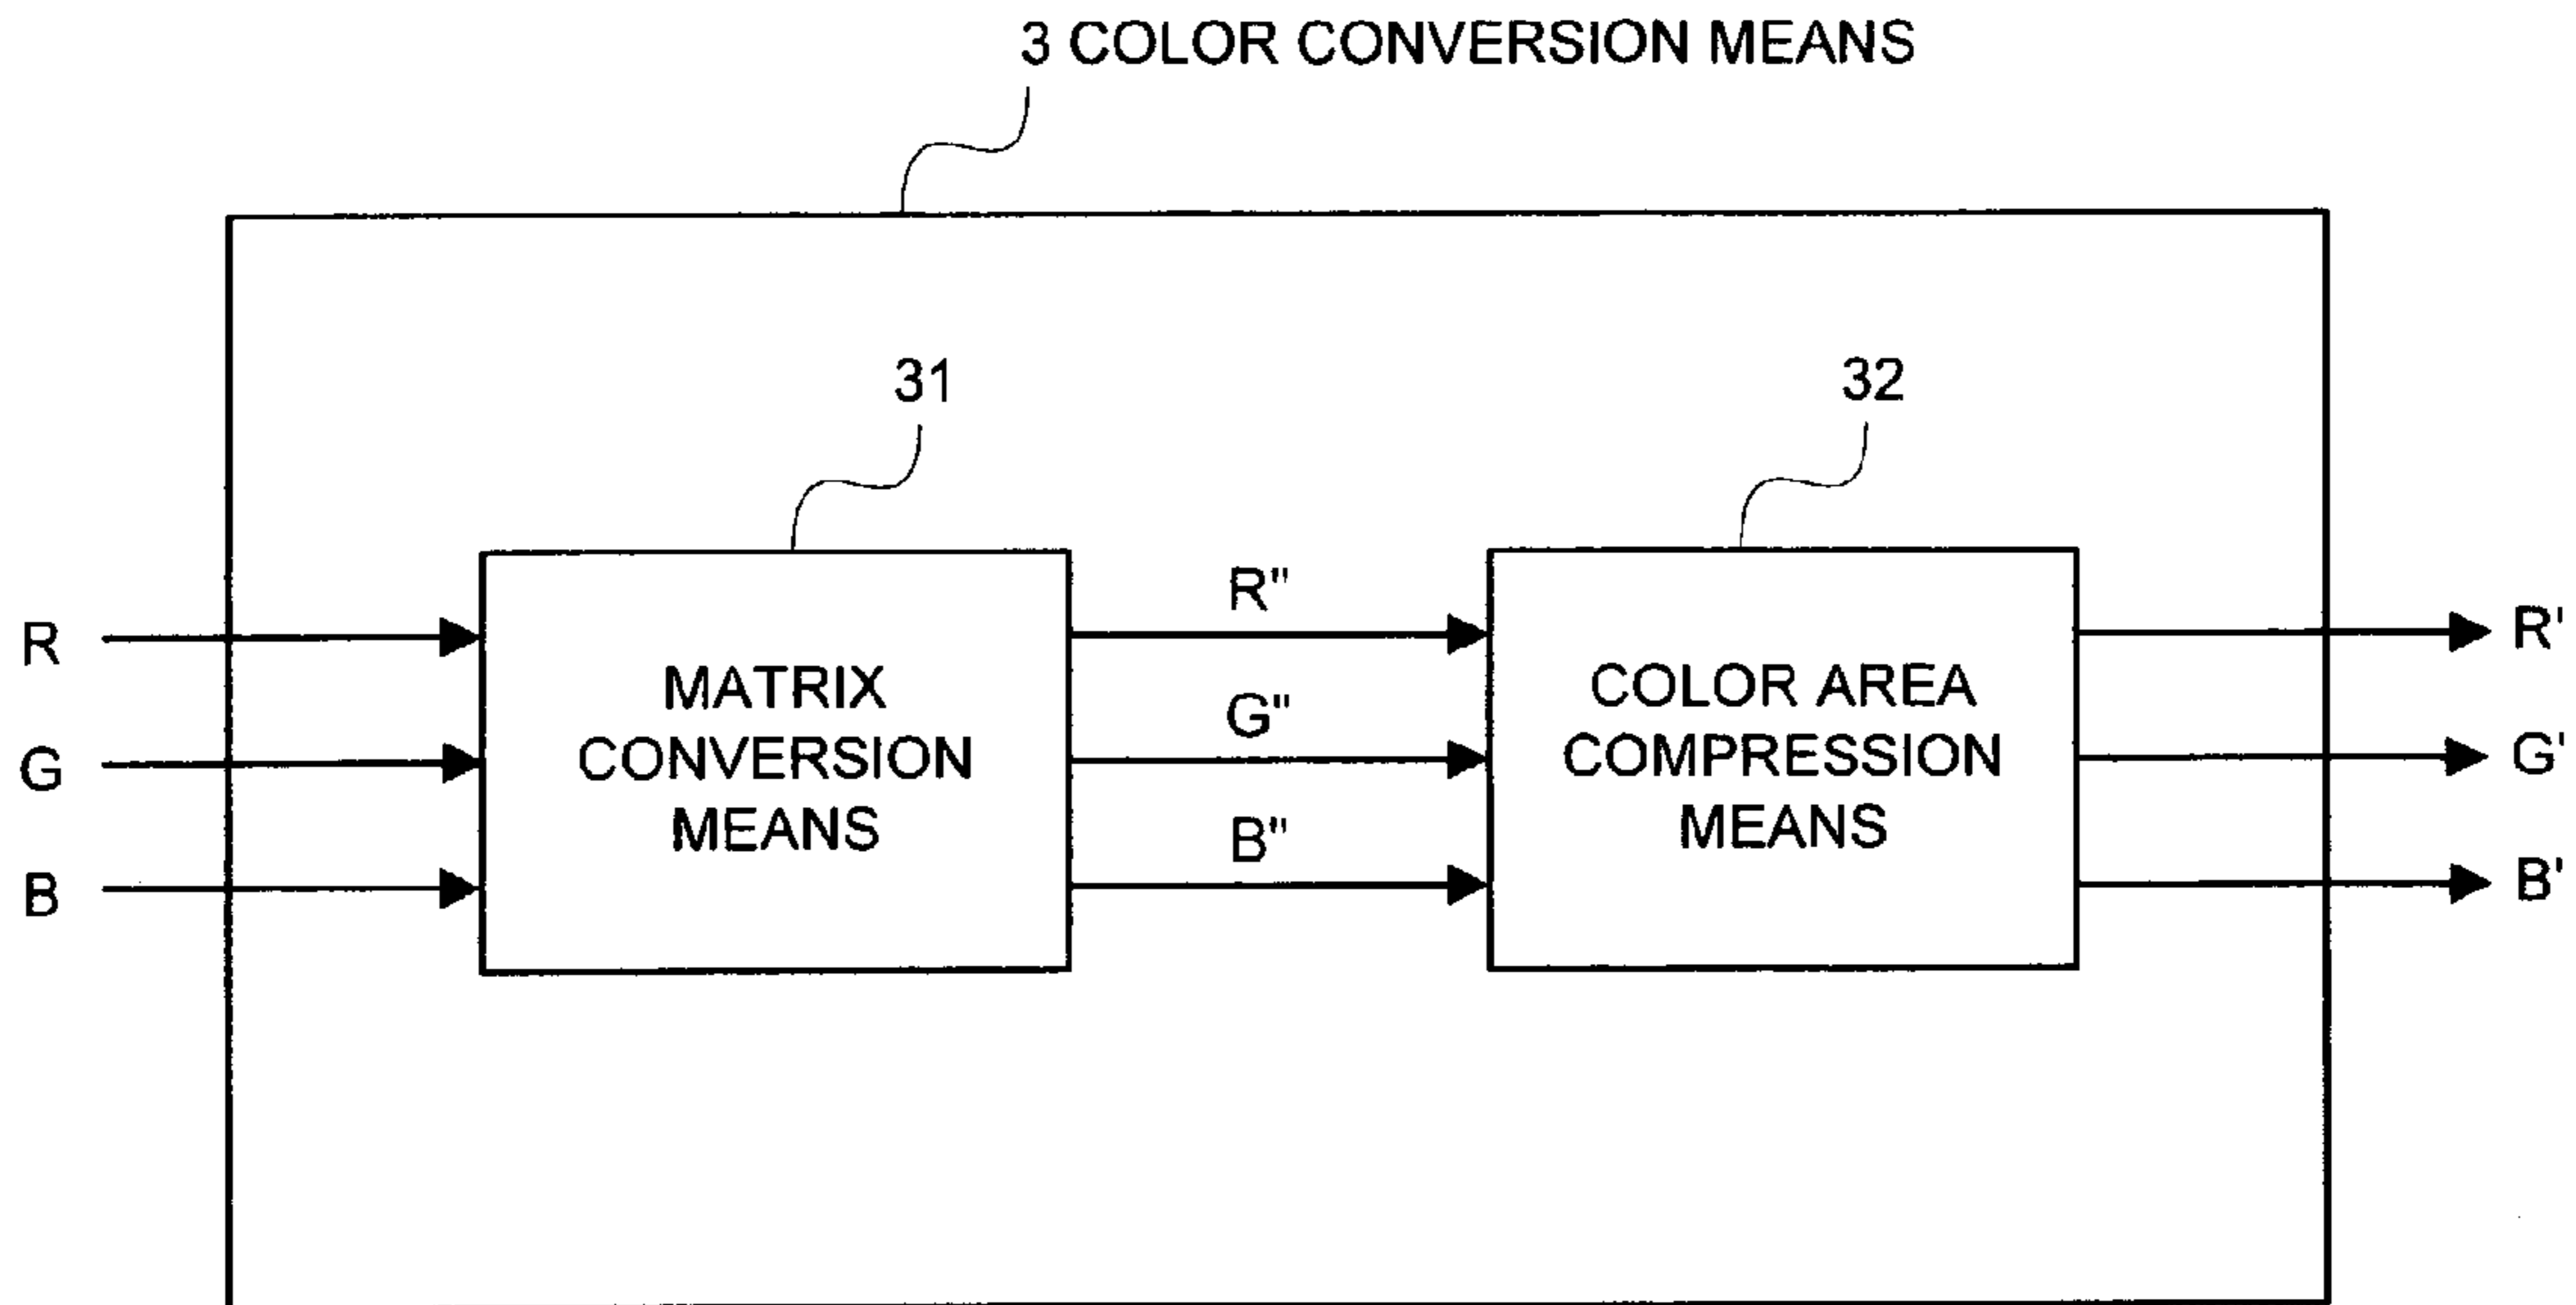 3 COLOR CONVERSION MEANS
31
32
R
G
B
MATRIX
CONVERSION
MEANS
R"
G"
B"
COLOR AREA
COMPRESSION
MEANS
R'
G'
B'